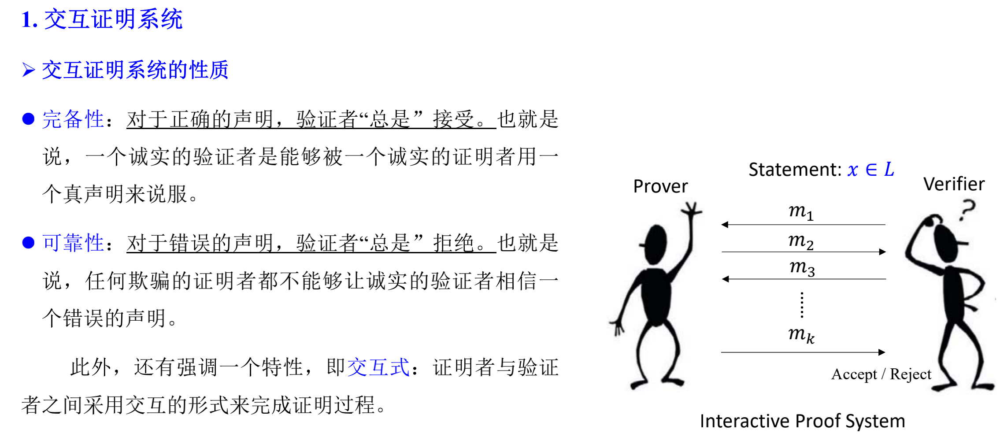 1. 交互证明系统
➢ 交互证明系统的性质
● 完备性：对于正确的声明，验证者“总是”接受。也就是
说，一个诚实的验证者是能够被一个诚实的证明者用一
个真声明来说服。
● 可靠性：对于错误的声明，验证者“总是”拒绝。也就是
说，任何欺骗的证明者都不能够让诚实的验证者相信一
个错误的声明。
此外，还有强调一个特性，即交互式：证明者与验证
者之间采用交互的形式来完成证明过程。
Statement: x ∈ L
Prover
Verifier
?
m₁
m₂
m₃
⋮
mₖ
Accept / Reject
Interactive Proof System